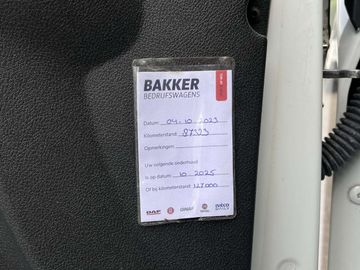 BAKKER
BEDRIJFSWAGENS
Datum: 04-10-2023
Kilometerstand: 87323
Opmerkingen:
Uw volgende onderhoud
Is op datum: 10 2025
Of bij kilometerstand: 127000
DAF
IVECO